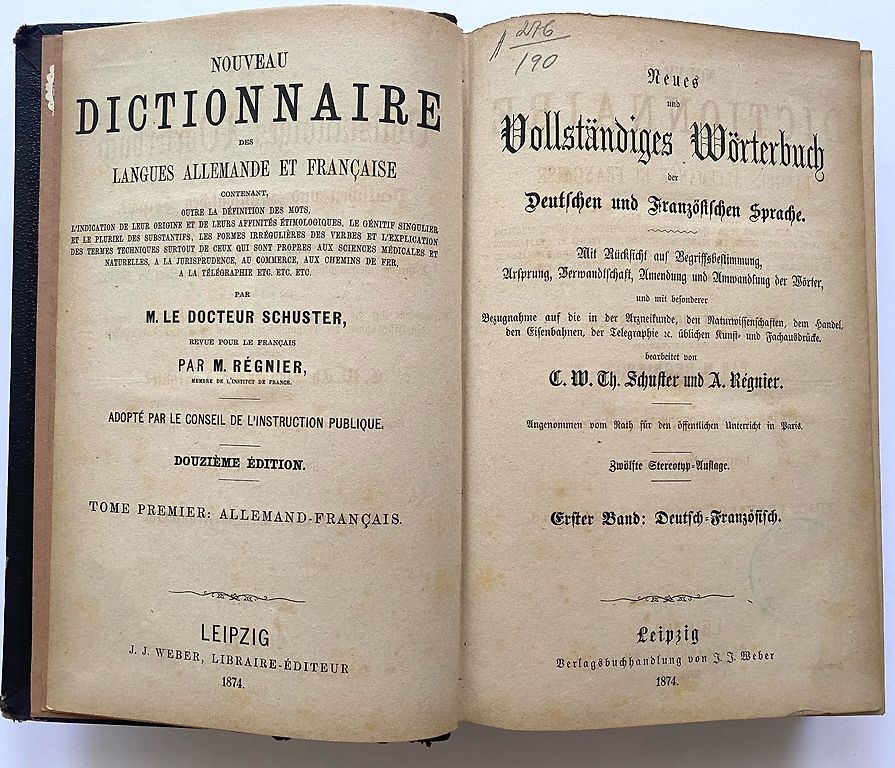 NOUVEAU
DICTIONNAIRE
DES
LANGUES ALLEMANDE ET FRANÇAISE
CONTENANT,
OUTRE LA DÉFINITION DES MOTS,
L'INDICATION DE LEUR ORIGINE ET DE LEURS AFFINITÉS ÉTIMOLOGIQUES, LE GÉNITIF SINGULIER
ET LE PLURIEL DES SUBSTANTIFS, LES FORMES IRRÉGULIÈRES DES VERBES ET L'EXPLICATION
DES TERMES TECHNIQUES SURTOUT DE CEUX QUI SONT PROPRES AUX SCIENCES MÉDICALES ET
NATURELLES, A LA JURISPRUDENCE, AU COMMERCE, AUX CHEMINS DE FER,
A LA TÉLÉGRAPHIE ETC. ETC. ETC.
PAR
M. LE DOCTEUR SCHUSTER,
REVUE POUR LE FRANÇAIS
PAR M. RÉGNIER,
MEMBRE DE L'INSTITUT DE FRANCE.
ADOPTÉ PAR LE CONSEIL DE L'INSTRUCTION PUBLIQUE.
DOUZIÈME ÉDITION.
TOME PREMIER: ALLEMAND-FRANÇAIS.
LEIPZIG
J. J. WEBER, LIBRAIRE-ÉDITEUR
1874.
276
190
Neues
und
Vollständiges Wörterbuch
der
Deutschen und Französischen Sprache.
Mit Rücksicht auf Begriffsbestimmung,
Ursprung, Verwandtschaft, Umendung und Umwandlung der Wörter,
und mit besonderer
Bezugnahme auf die in der Arzneikunde, den Naturwissenschaften, dem Handel,
den Eisenbahnen, der Telegraphie ꝛc. üblichen Kunst- und Fachausdrücke.
bearbeitet von
C. W. Th. Schuster und A. Régnier.
Angenommen vom Rath für den öffentlichen Unterricht in Paris.
Zwölfte Stereotyp-Auflage.
Erster Band: Deutsch-Französisch.
Leipzig
Verlagsbuchhandlung von J. J. Weber
1874.